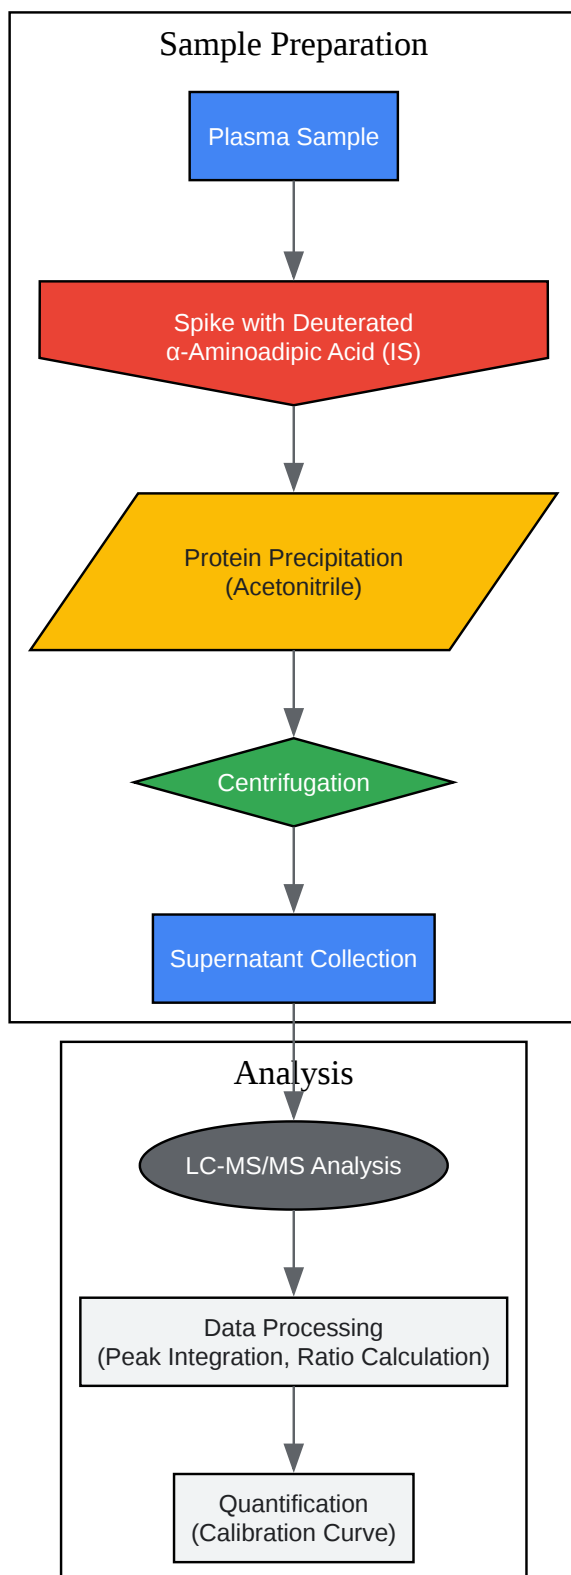 Sample Preparation
Plasma Sample
Spike with Deuterated
α-Aminoadipic Acid (IS)
Protein Precipitation
(Acetonitrile)
Centrifugation
Supernatant Collection
Analysis
LC-MS/MS Analysis
Data Processing
(Peak Integration, Ratio Calculation)
Quantification
(Calibration Curve)